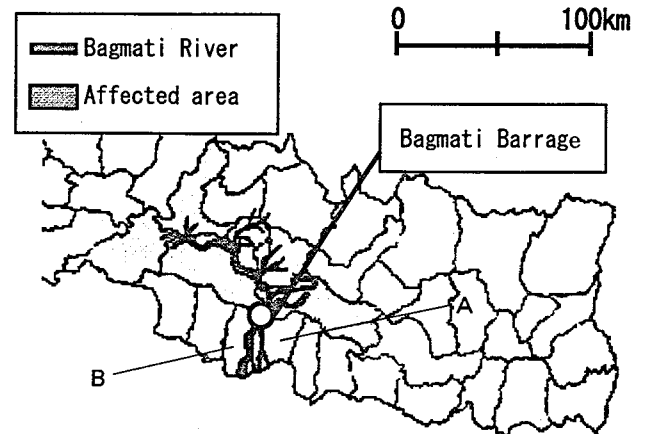 Bagmati River
Affected area
0 100km
Bagmati Barrage
A
B